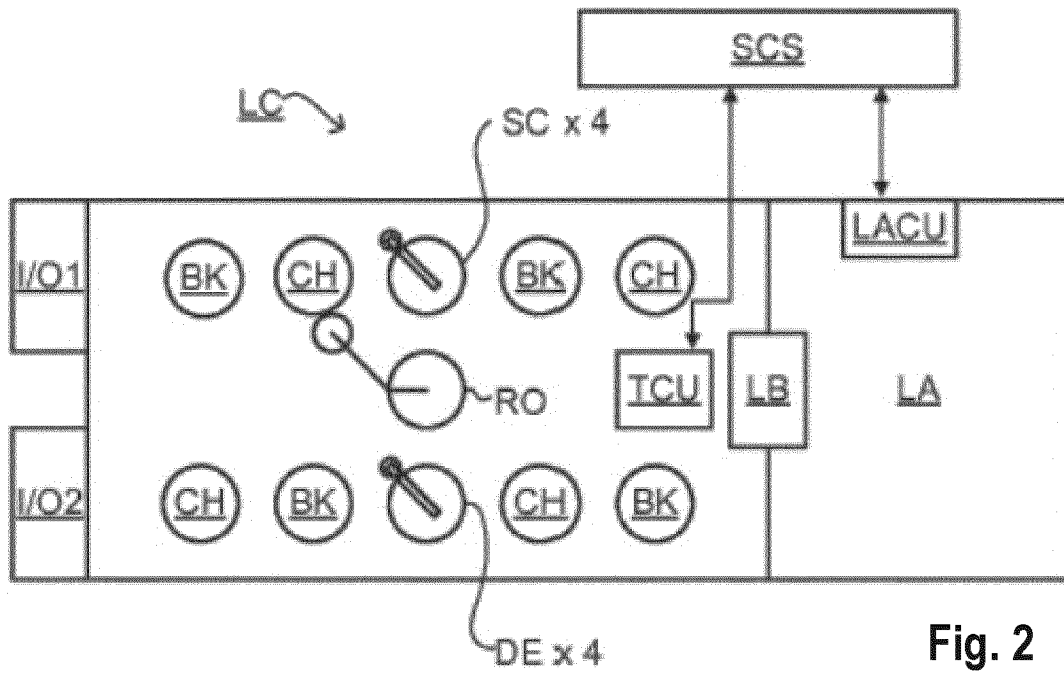 SCS
LC
SC x 4
LACU
I/O1
BK
CH
BK
CH
RO
TCU
LB
LA
I/O2
CH
BK
CH
BK
DE x 4
Fig. 2